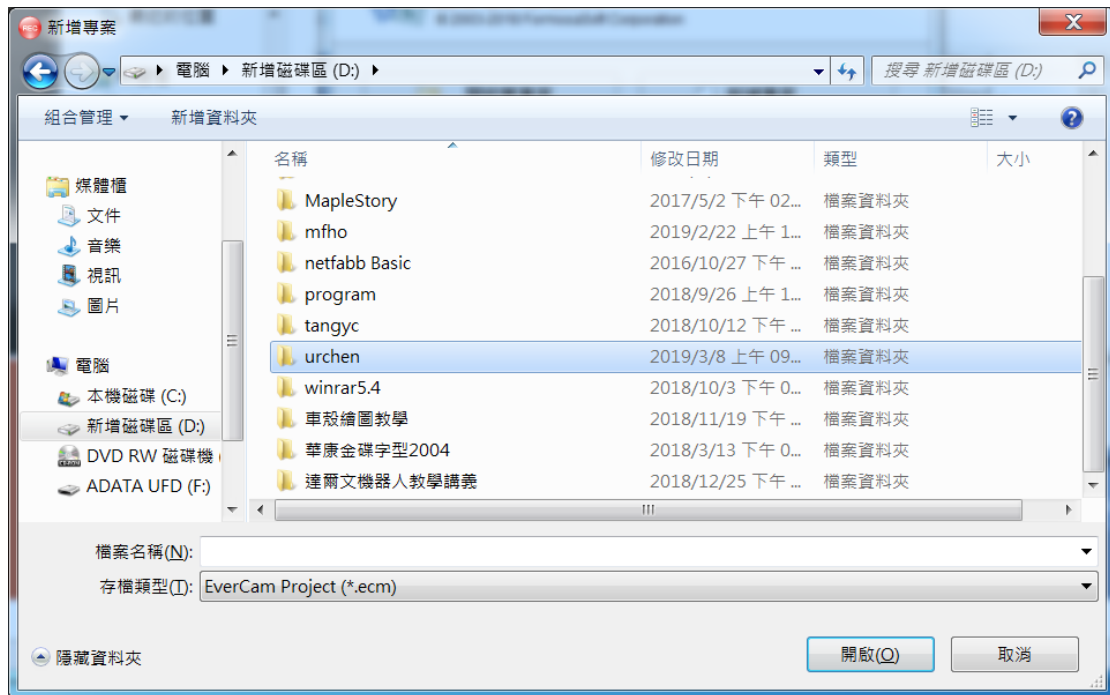 新增專案
電腦 新增磁碟區 (D:)
搜尋 新增磁碟區 (D:)
組合管理
新增資料夾
名稱 修改日期 類型 大小
媒體櫃
文件
音樂
視訊
圖片
電腦
本機磁碟 (C:)
新增磁碟區 (D:)
DVD RW 磁碟機
ADATA UFD (F:)
MapleStory 2017/5/2 下午 02... 檔案資料夾
mfho 2019/2/22 上午 1... 檔案資料夾
netfabb Basic 2016/10/27 下午 ... 檔案資料夾
program 2018/9/26 上午 1... 檔案資料夾
tangyc 2018/10/12 下午 ... 檔案資料夾
urchen 2019/3/8 上午 09... 檔案資料夾
winrar5.4 2018/10/3 下午 0... 檔案資料夾
車殼繪圖教學 2018/11/19 下午 ... 檔案資料夾
華康金碟字型2004 2018/3/13 下午 0... 檔案資料夾
達爾文機器人教學講義 2018/12/25 下午 ... 檔案資料夾
檔案名稱(N):
存檔類型(T): EverCam Project (*.ecm)
隱藏資料夾
開啟(O)
取消